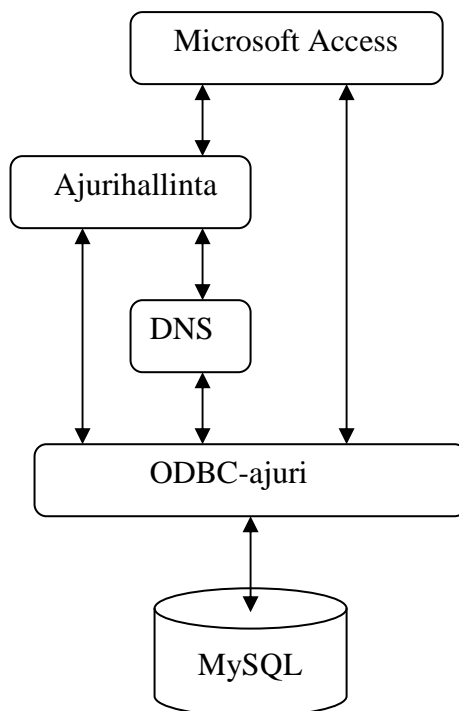 Microsoft Access
Ajurihallinta
DNS
ODBC-ajuri
MySQL